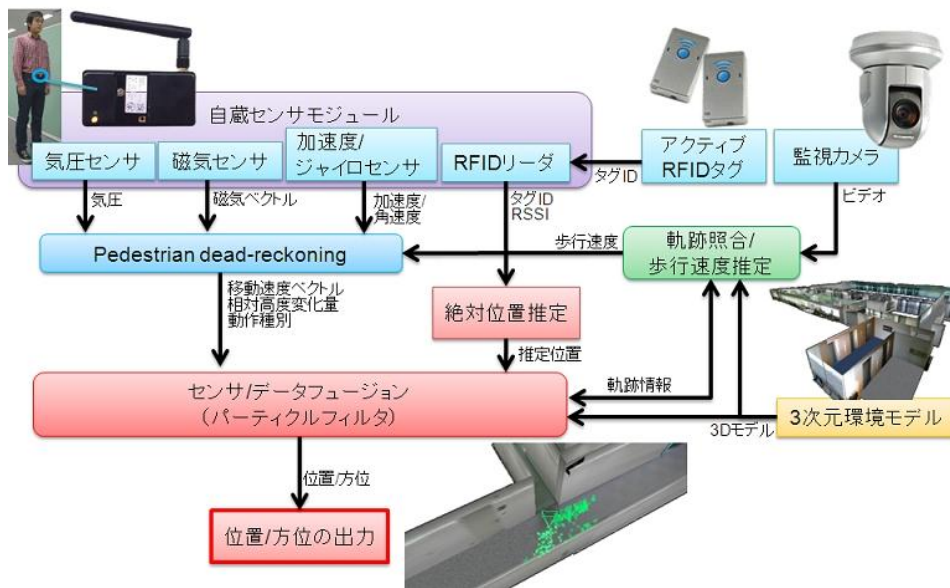 自蔵センサモジュール
気圧センサ
磁気センサ
加速度/
ジャイロセンサ
RFIDリーダ
タグID
アクティブ
RFIDタグ
監視カメラ
気圧
磁気ベクトル
加速度/
角速度
タグID
RSSI
ビデオ
Pedestrian dead-reckoning
歩行速度
軌跡照合/
歩行速度推定
移動速度ベクトル
相対高度変化量
動作種別
絶対位置推定
推定位置
センサ/データフュージョン
(パーティクルフィルタ)
軌跡情報
3Dモデル
3次元環境モデル
位置/方位
位置/方位の出力